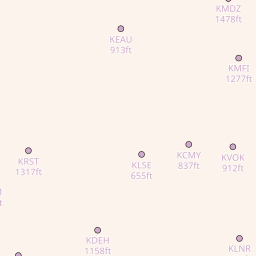 KMDZ
1478ft
KEAU
913ft
KMFI
1277ft
KRST
1317ft
KLSE
655ft
KCMY
837ft
KVOK
912ft
KDEH
1158ft
KLNR